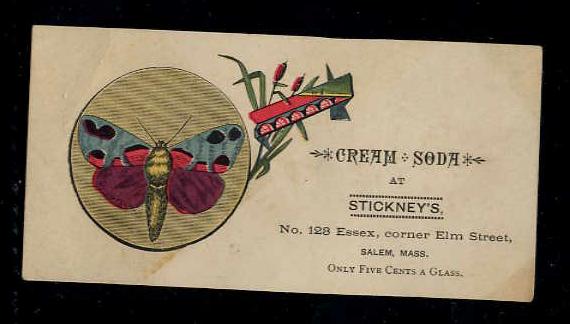 CREAM SODA
AT
STICKNEY'S,
No. 128 Essex, corner Elm Street,
SALEM, MASS.
ONLY FIVE CENTS A GLASS.